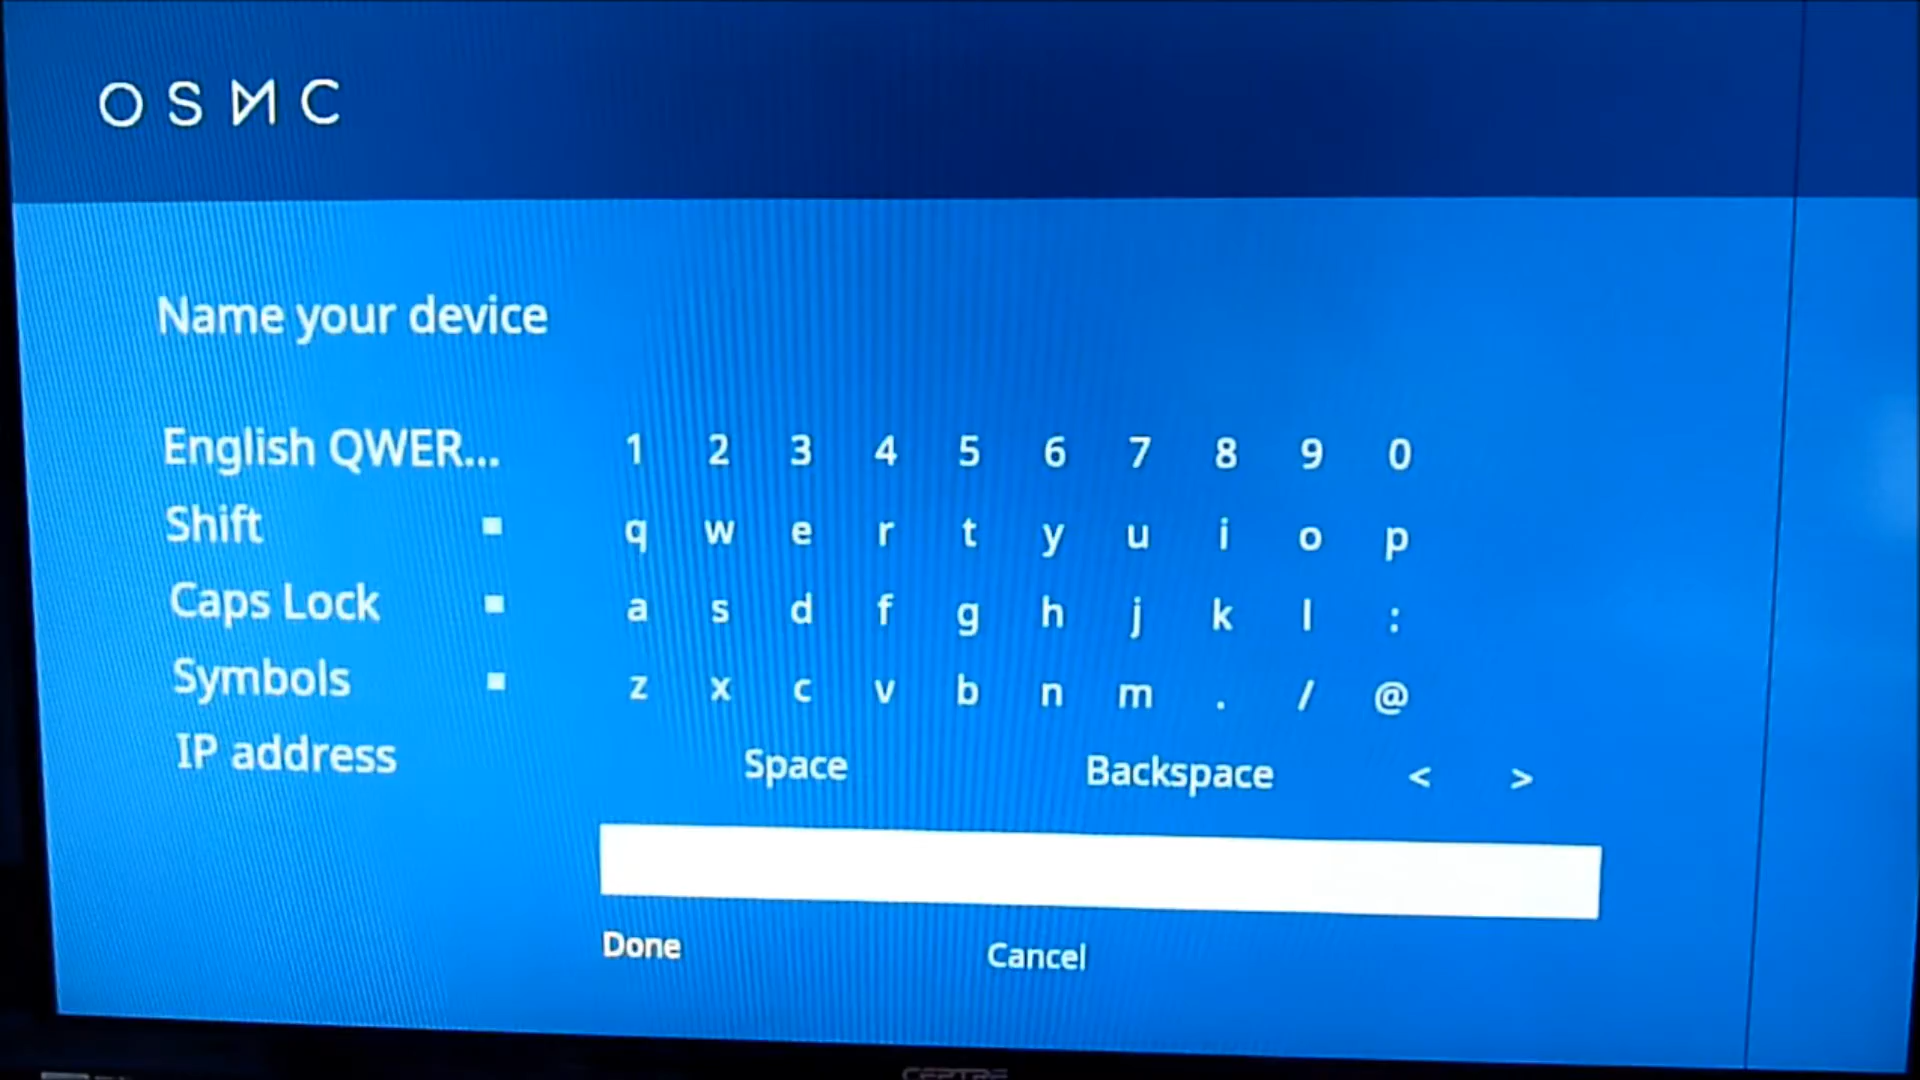 OSMC
Name your device
English QWER... 1 2 3 4 5 6 7 8 9 0
Shift q w e r t y u i o p
Caps Lock a s d f g h j k l :
Symbols z x c v b n m . / @
IP address Space Backspace < >
Done Cancel